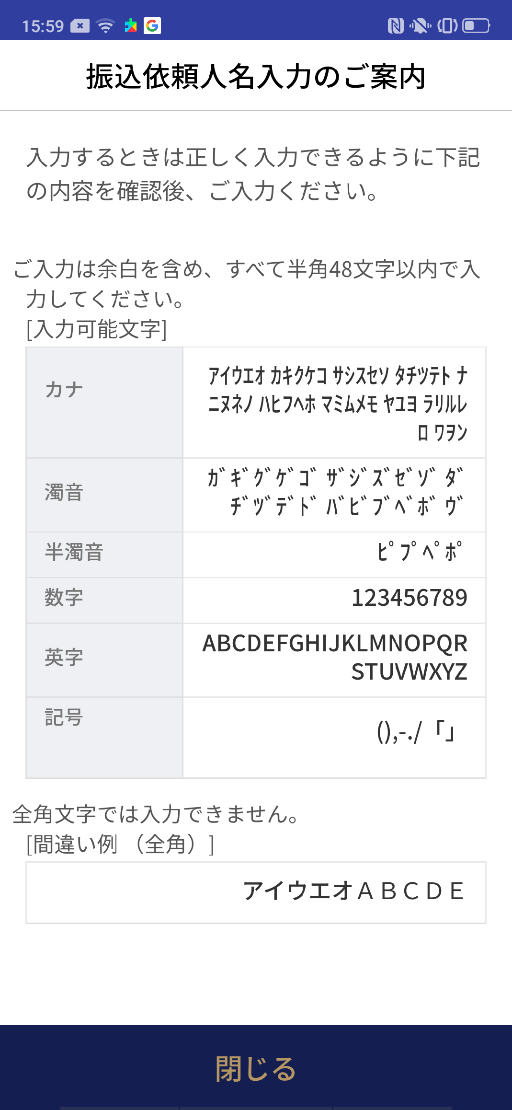 15:59
振込依頼人名入力のご案内
入力するときは正しく入力できるように下記
の内容を確認後、ご入力ください。
ご入力は余白を含め、すべて半角48文字以内で入
力してください。
[入力可能文字]
カナ
ｱｲｳｴｵ ｶｷｸｹｺ ｻｼｽｾｿ ﾀﾁﾂﾃﾄ ﾅ
ﾆﾇﾈﾉ ﾊﾋﾌﾍﾎ ﾏﾐﾑﾒﾓ ﾔﾕﾖ ﾗﾘﾙﾚ
ﾛ ﾜｦﾝ
濁音
ｶﾞｷﾞｸﾞｹﾞｺﾞ ｻﾞｼﾞｽﾞｾﾞｿﾞ ﾀﾞ
ﾁﾞﾂﾞﾃﾞﾄﾞ ﾊﾞﾋﾞﾌﾞﾍﾞﾎﾞ ｳﾞ
半濁音
ﾋﾟﾌﾟﾍﾟﾎﾟ
数字
123456789
英字
ABCDEFGHIJKLMNOPQR
STUVWXYZ
記号
(),-./「」
全角文字では入力できません。
[間違い例 （全角）]
アイウエオＡＢＣＤＥ
閉じる